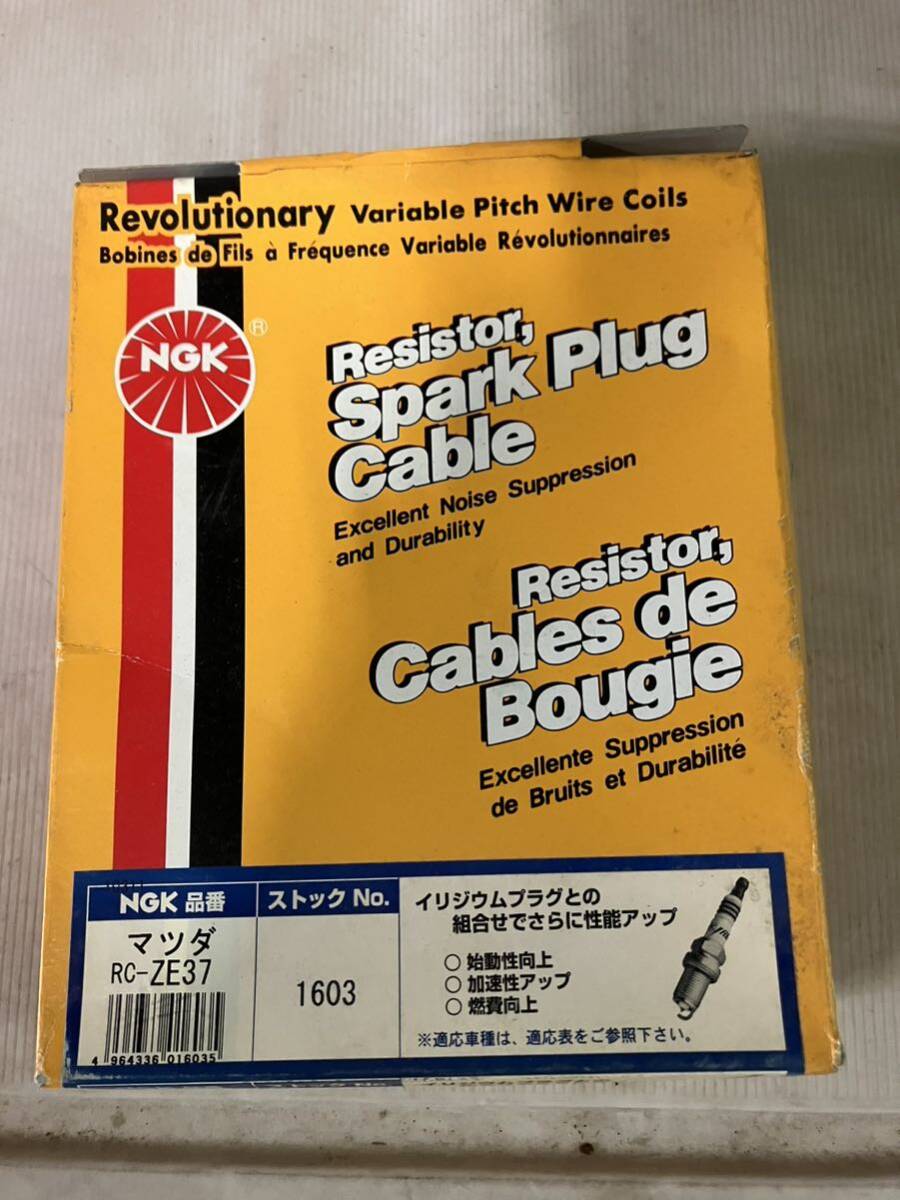 Revolutionary Variable Pitch Wire Coils
Bobines de Fils à Fréquence Variable Révolutionnaires
NGK
®
Resistor,
Spark Plug
Cable
Excellent Noise Suppression
and Durability
Resistor,
Cables de
Bougie
Excellente Suppression
de Bruits et Durabilité
NGK 品番
ストック No.
マツダ
RC-ZE37
1603
4 964336 016035
イリジウムプラグとの
組合せでさらに性能アップ
○ 始動性向上
○ 加速性アップ
○ 燃費向上
※適応車種は、適応表をご参照下さい。